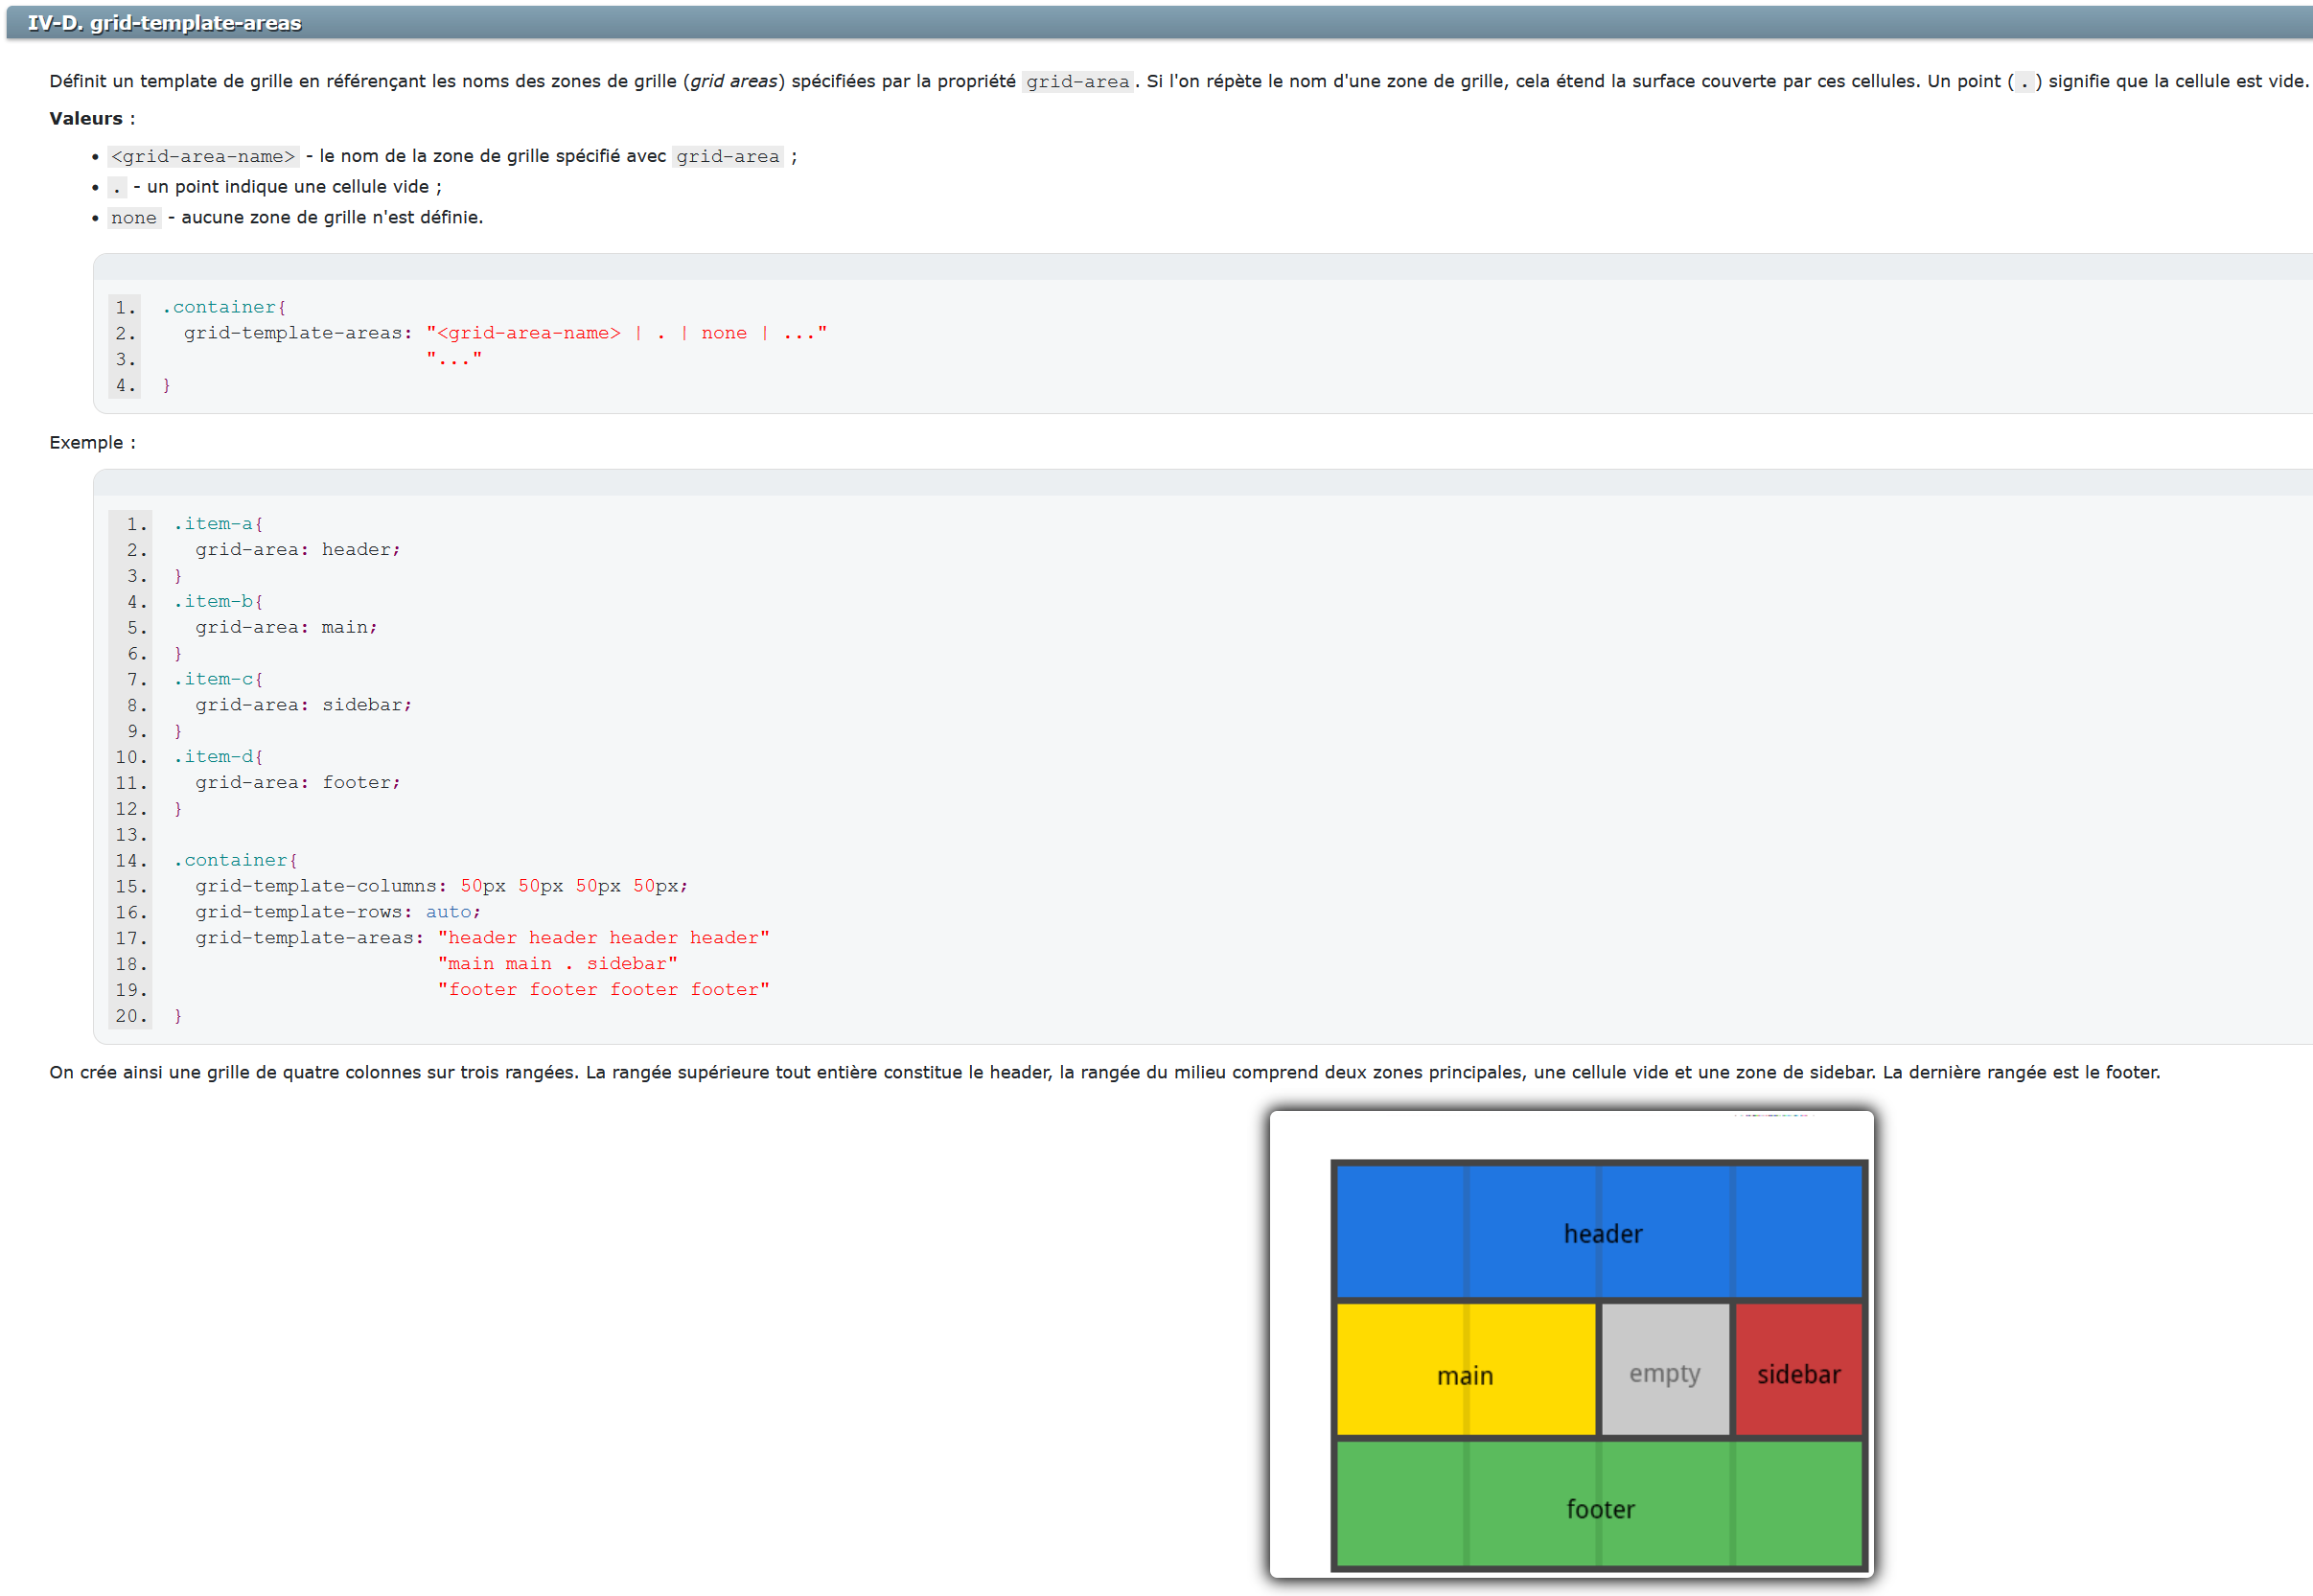 IV-D. grid-template-areas
Définit un template de grille en référençant les noms des zones de grille (grid areas) spécifiées par la propriété grid-area. Si l'on répète le nom d'une zone de grille, cela étend la surface couverte par ces cellules. Un point ( . ) signifie que la cellule est vide.
Valeurs :
• <grid-area-name> - le nom de la zone de grille spécifié avec grid-area ;
• . - un point indique une cellule vide ;
• none - aucune zone de grille n'est définie.
1. .container{
2. grid-template-areas: "<grid-area-name> | . | none | ..."
3. "..."
4. }
Exemple :
1. .item-a{
2. grid-area: header;
3. }
4. .item-b{
5. grid-area: main;
6. }
7. .item-c{
8. grid-area: sidebar;
9. }
10. .item-d{
11. grid-area: footer;
12. }
13.
14. .container{
15. grid-template-columns: 50px 50px 50px 50px;
16. grid-template-rows: auto;
17. grid-template-areas: "header header header header"
18. "main main . sidebar"
19. "footer footer footer footer"
20. }
On crée ainsi une grille de quatre colonnes sur trois rangées. La rangée supérieure tout entière constitue le header, la rangée du milieu comprend deux zones principales, une cellule vide et une zone de sidebar. La dernière rangée est le footer.
header
main empty sidebar
footer